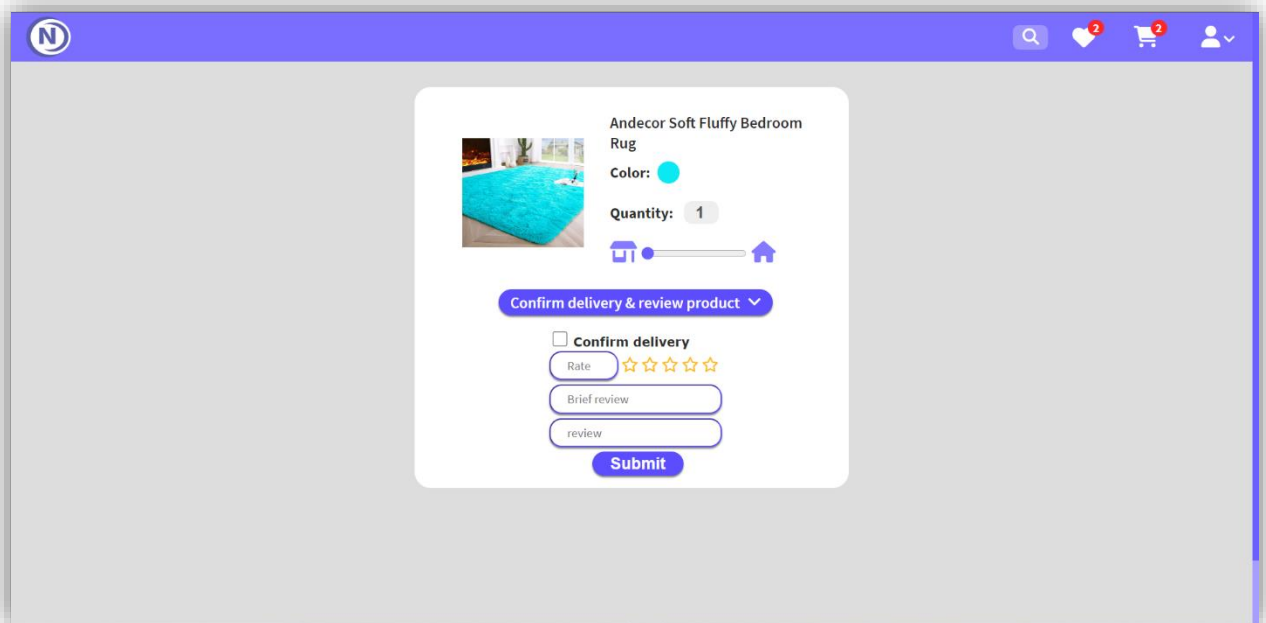 N
2
2
Andecor Soft Fluffy Bedroom
Rug
Color:
Quantity: 1
Confirm delivery & review product
Confirm delivery
Rate
Brief review
review
Submit